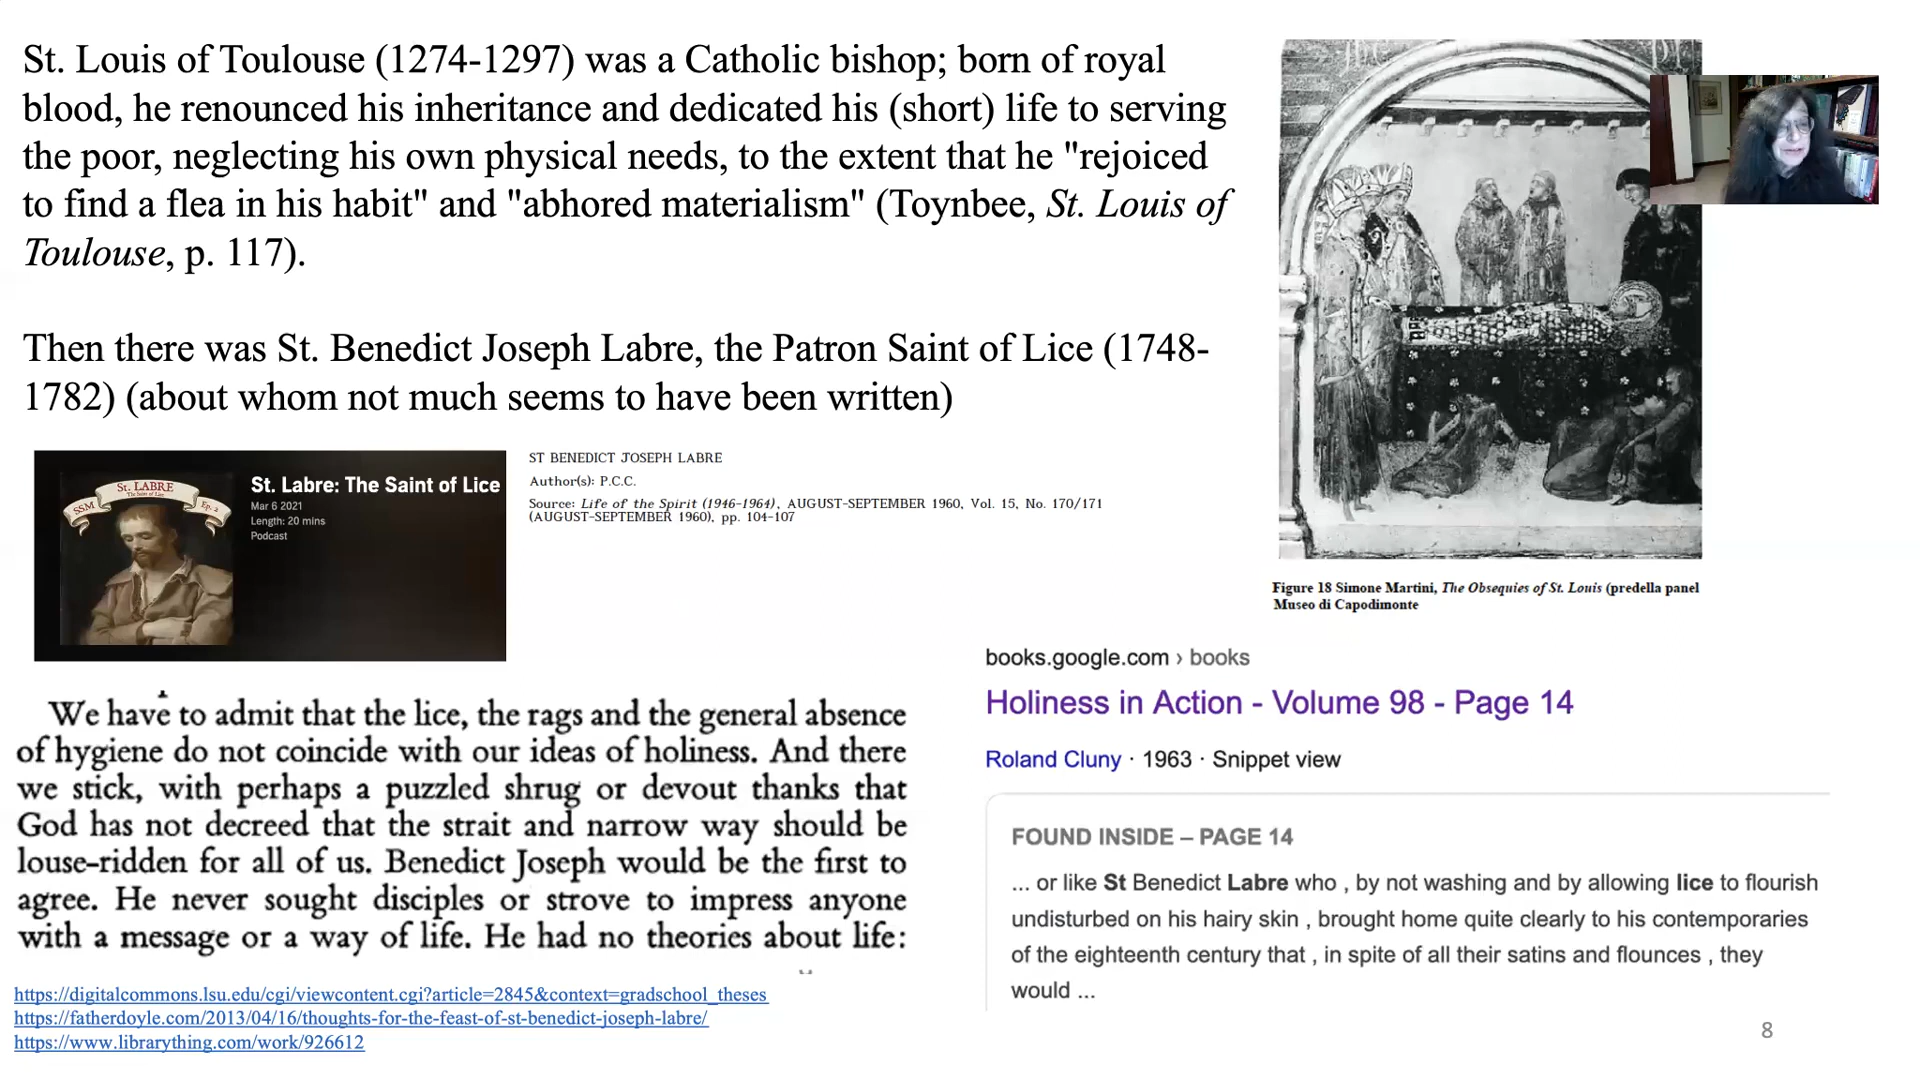 St. Louis of Toulouse (1274-1297) was a Catholic bishop; born of royal
blood, he renounced his inheritance and dedicated his (short) life to serving
the poor, neglecting his own physical needs, to the extent that he "rejoiced
to find a flea in his habit" and "abhored materialism" (Toynbee, St. Louis of
Toulouse, p. 117).
Then there was St. Benedict Joseph Labre, the Patron Saint of Lice (1748-
1782) (about whom not much seems to have been written)
St. LABRE
The Saint of Lice
SSM
Ep. 2
St. Labre: The Saint of Lice
Mar 6 2021
Length: 20 mins
Podcast
ST BENEDICT JOSEPH LABRE
Author(s): P.C.C.
Source: Life of the Spirit (1946-1964), AUGUST-SEPTEMBER 1960, Vol. 15, No. 170/171
(AUGUST-SEPTEMBER 1960), pp. 104-107
Figure 18 Simone Martini, The Obsequies of St. Louis (predella panel
Museo di Capodimonte
We have to admit that the lice, the rags and the general absence
of hygiene do not coincide with our ideas of holiness. And there
we stick, with perhaps a puzzled shrug or devout thanks that
God has not decreed that the strait and narrow way should be
louse-ridden for all of us. Benedict Joseph would be the first to
agree. He never sought disciples or strove to impress anyone
with a message or a way of life. He had no theories about life:
books.google.com › books
Holiness in Action - Volume 98 - Page 14
Roland Cluny · 1963 · Snippet view
FOUND INSIDE – PAGE 14
... or like St Benedict Labre who , by not washing and by allowing lice to flourish
undisturbed on his hairy skin , brought home quite clearly to his contemporaries
of the eighteenth century that , in spite of all their satins and flounces , they
would ...
https://digitalcommons.lsu.edu/cgi/viewcontent.cgi?article=2845&context=gradschool_theses
https://fatherdoyle.com/2013/04/16/thoughts-for-the-feast-of-st-benedict-joseph-labre/
https://www.librarything.com/work/926612
8